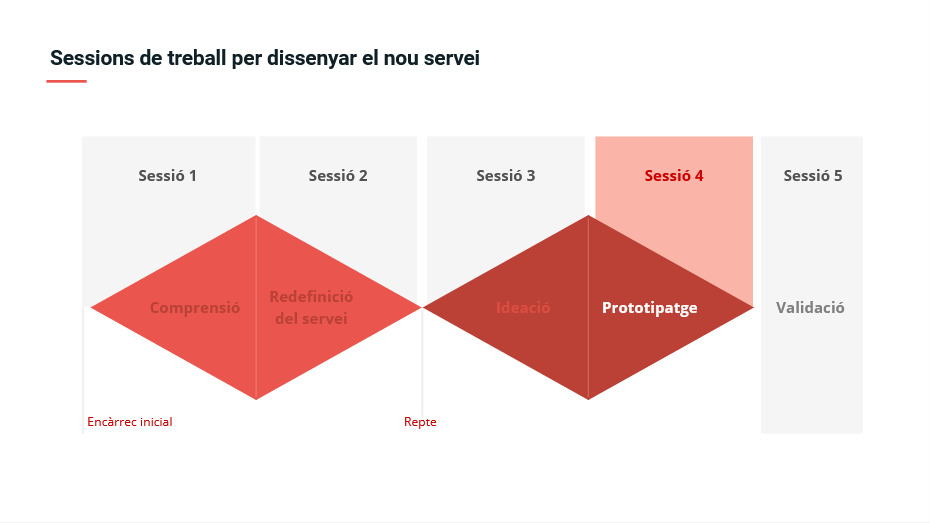 Sessions de treball per dissenyar el nou servei
Sessió 1
Sessió 2
Sessió 3
Sessió 4
Sessió 5
Comprensió
Redefinició
del servei
Ideació
Prototipatge
Validació
Encàrrec inicial
Repte